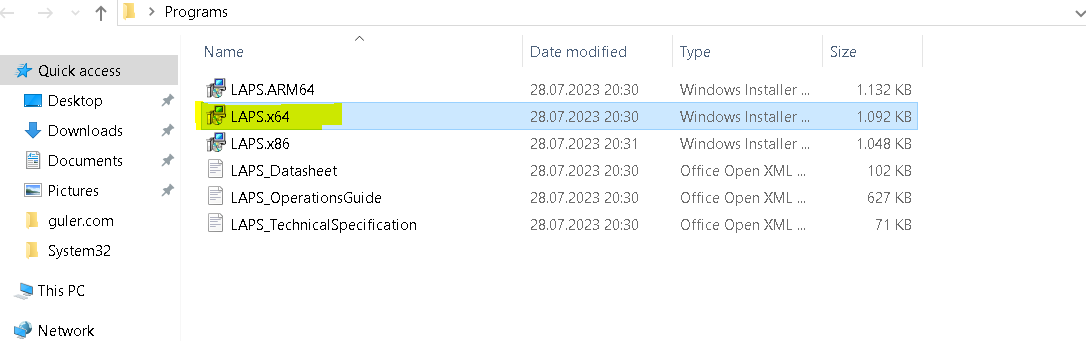 Programs
Name Date modified Type Size
Quick access
Desktop
Downloads
Documents
Pictures
guler.com
System32
This PC
Network
LAPS.ARM64 28.07.2023 20:30 Windows Installer ... 1.132 KB
LAPS.x64 28.07.2023 20:30 Windows Installer ... 1.092 KB
LAPS.x86 28.07.2023 20:31 Windows Installer ... 1.048 KB
LAPS_Datasheet 28.07.2023 20:30 Office Open XML ... 102 KB
LAPS_OperationsGuide 28.07.2023 20:30 Office Open XML ... 627 KB
LAPS_TechnicalSpecification 28.07.2023 20:30 Office Open XML ... 71 KB